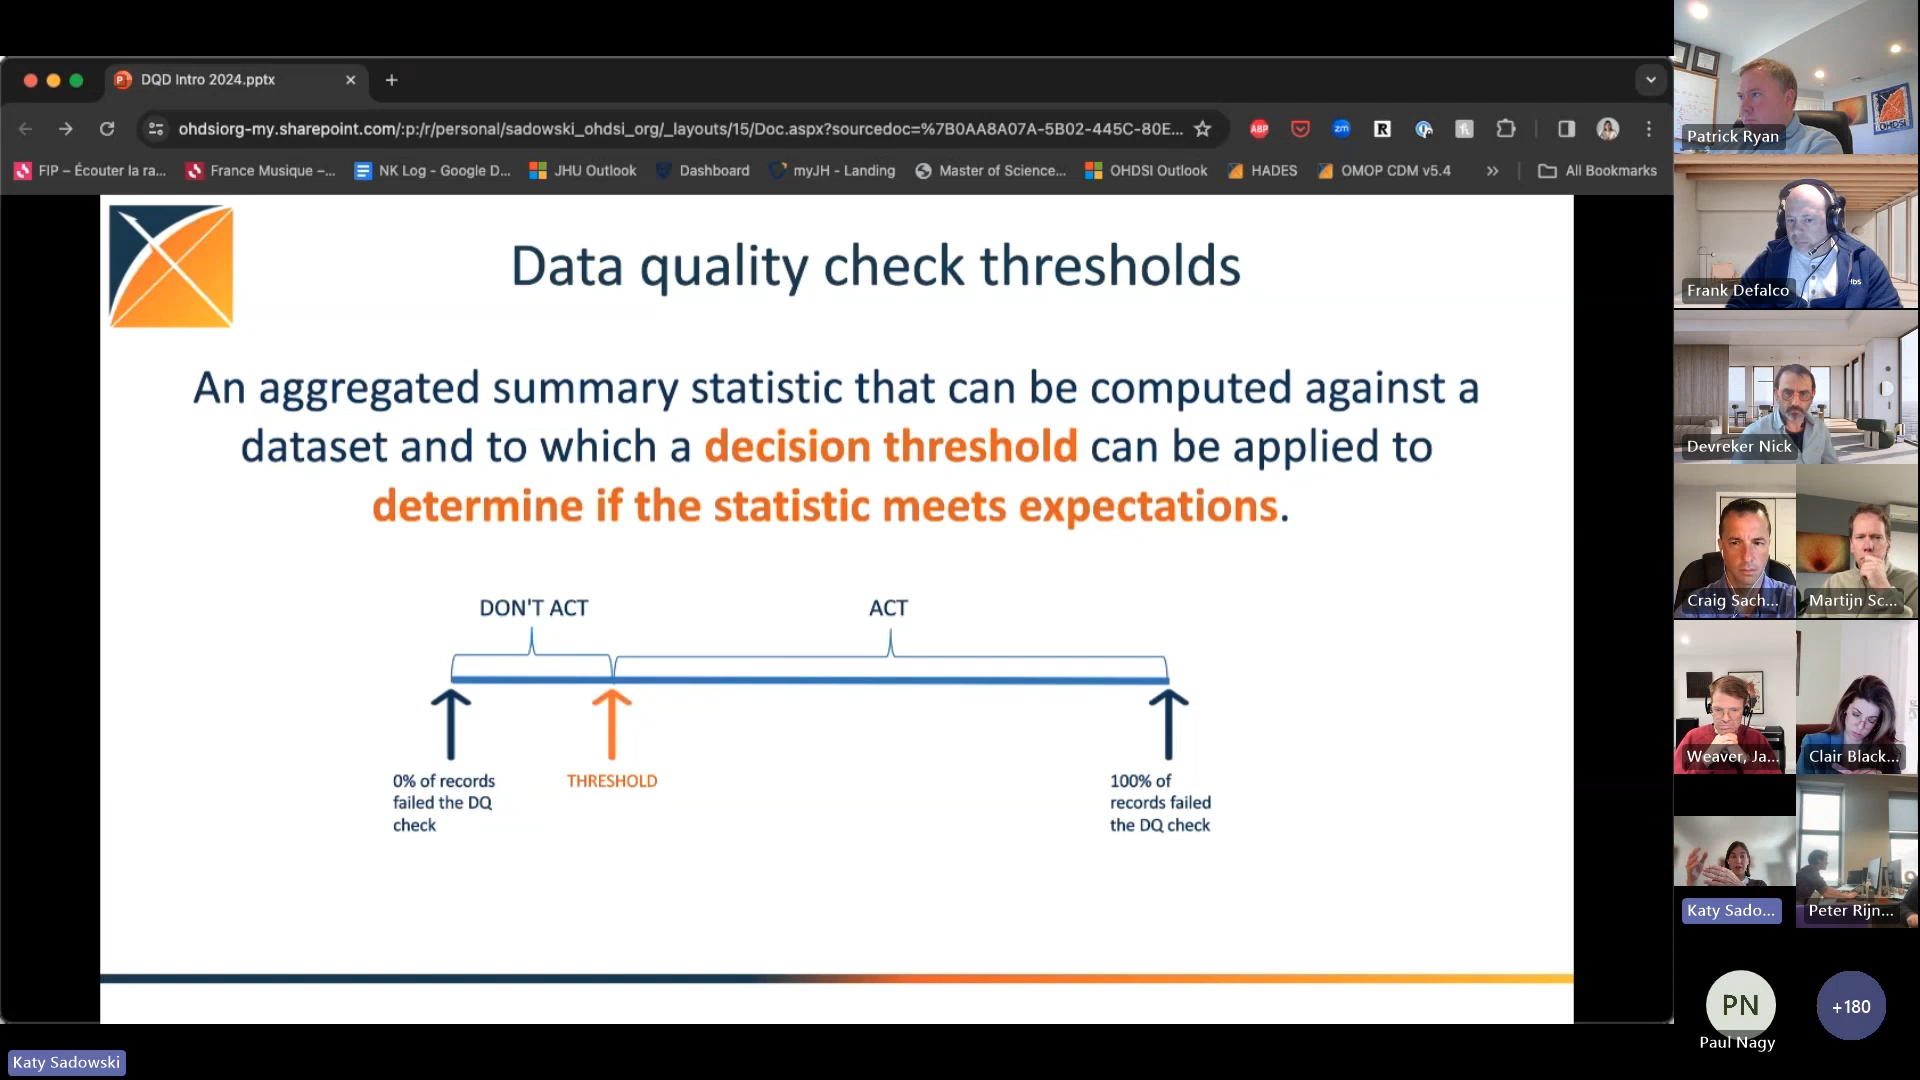 DQD Intro 2024.pptx
ohdsiorg-my.sharepoint.com/:p:/r/personal/sadowski_ohdsi_org/_layouts/15/Doc.aspx?sourcedoc=%7B0AA8A07A-5B02-445C-80E...
ABP
zm
R
FIP – Écouter la ra...
France Musique –...
NK Log - Google D...
JHU Outlook
Dashboard
myJH - Landing
Master of Science...
OHDSI Outlook
HADES
OMOP CDM v5.4
All Bookmarks
Data quality check thresholds
An aggregated summary statistic that can be computed against a
dataset and to which a decision threshold can be applied to
determine if the statistic meets expectations.
DON'T ACT
ACT
0% of records
failed the DQ
check
THRESHOLD
100% of
records failed
the DQ check
Patrick Ryan
OHDSI
Frank Defalco
Devreker Nick
Craig Sach...
Martijn Sc...
Weaver, Ja...
Clair Black...
Katy Sado...
Peter Rijn...
PN
Paul Nagy
+180
Katy Sadowski